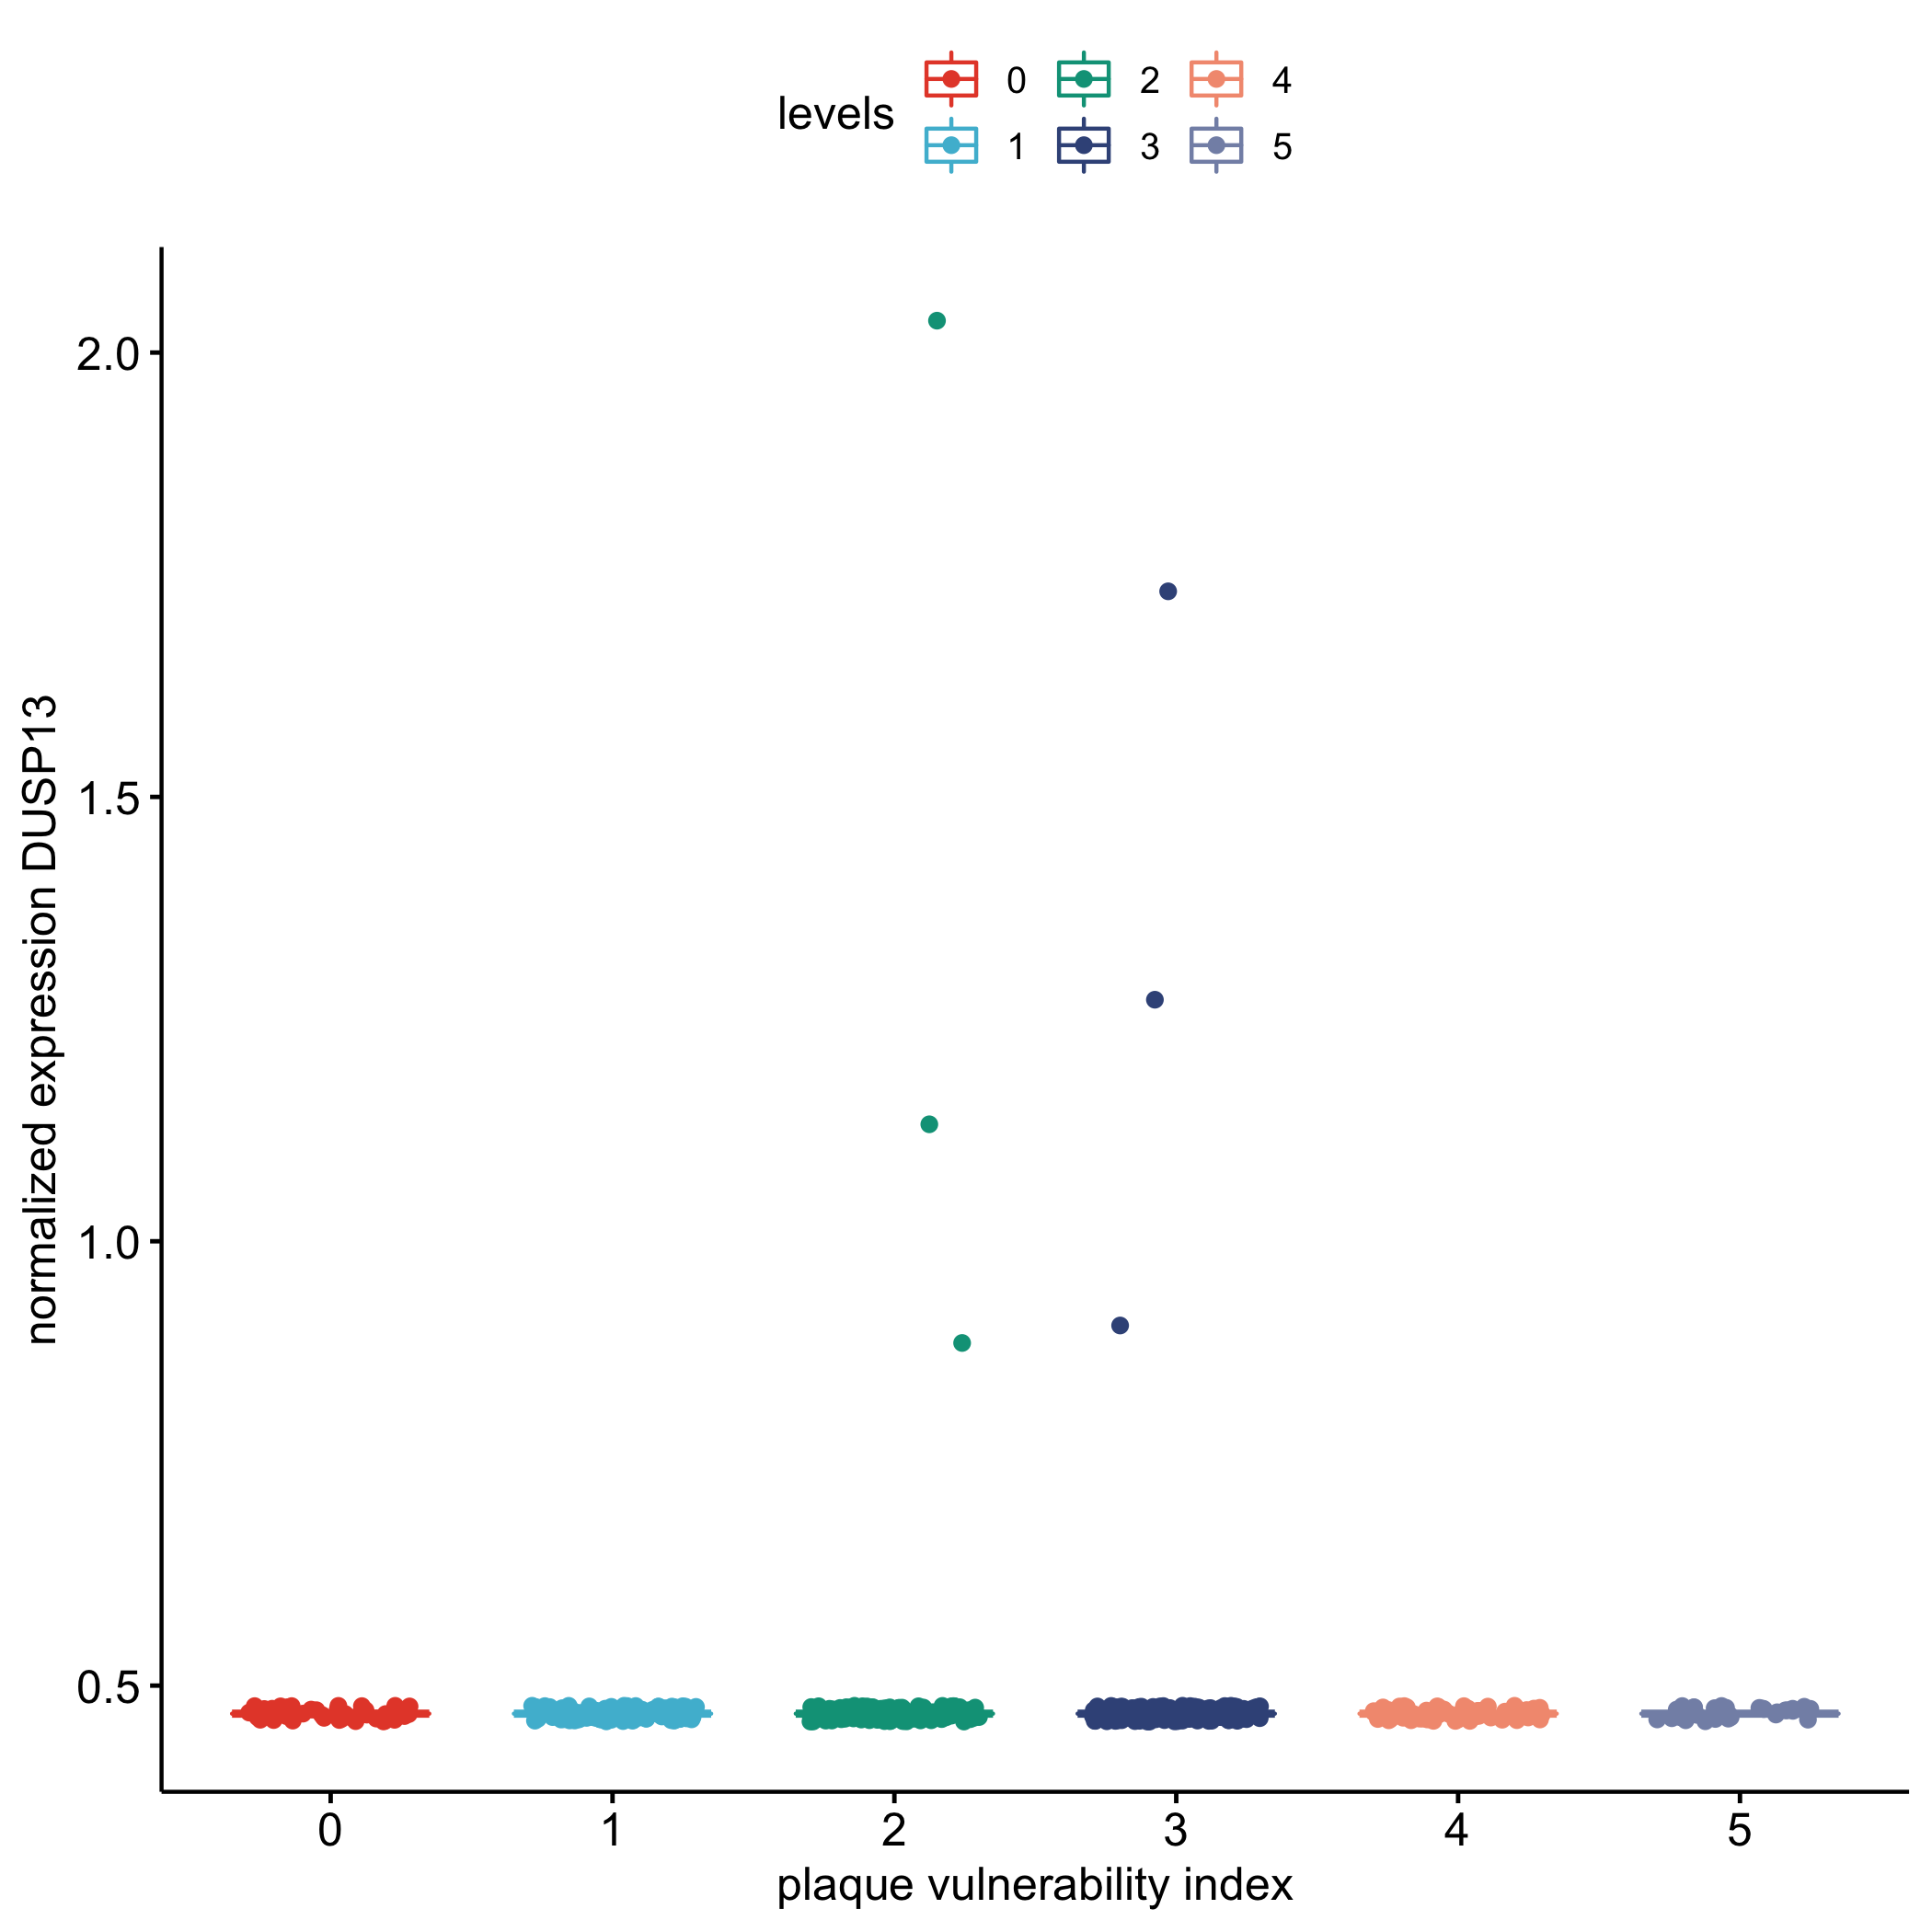 levels
0 2 4
1 3 5
normalized expression DUSP13
2.0
1.5
1.0
0.5
0 1 2 3 4 5
plaque vulnerability index